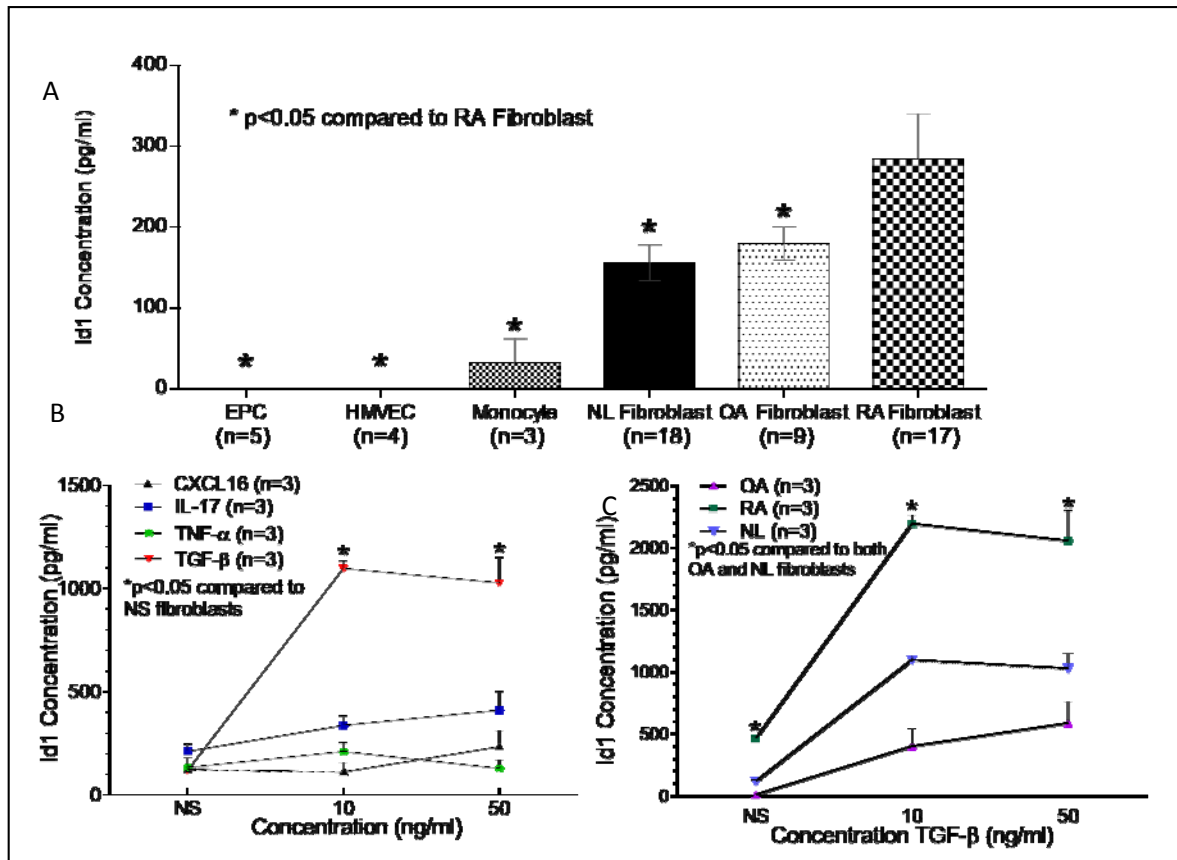 A
400
300
200
100
0
Id1 Concentration (pg/ml)
* p<0.05 compared to RA Fibroblast
*
*
*
*
*
EPC
(n=5)
HMVEC
(n=4)
Monocyte
(n=3)
NL Fibroblast
(n=18)
OA Fibroblast
(n=9)
RA Fibroblast
(n=17)
B
1500
1000
500
0
Id1 Concentration (pg/ml)
CXCL16 (n=3)
IL-17 (n=3)
TNF-α (n=3)
TGF-β (n=3)
*p<0.05 compared to
NS fibroblasts
*
*
NS
10
50
Concentration (ng/ml)
C
2500
2000
1500
1000
500
0
Id1 Concentration (pg/ml)
OA (n=3)
RA (n=3)
NL (n=3)
*p<0.05 compared to both
OA and NL fibroblasts
*
*
*
NS
10
50
Concentration TGF-β (ng/ml)